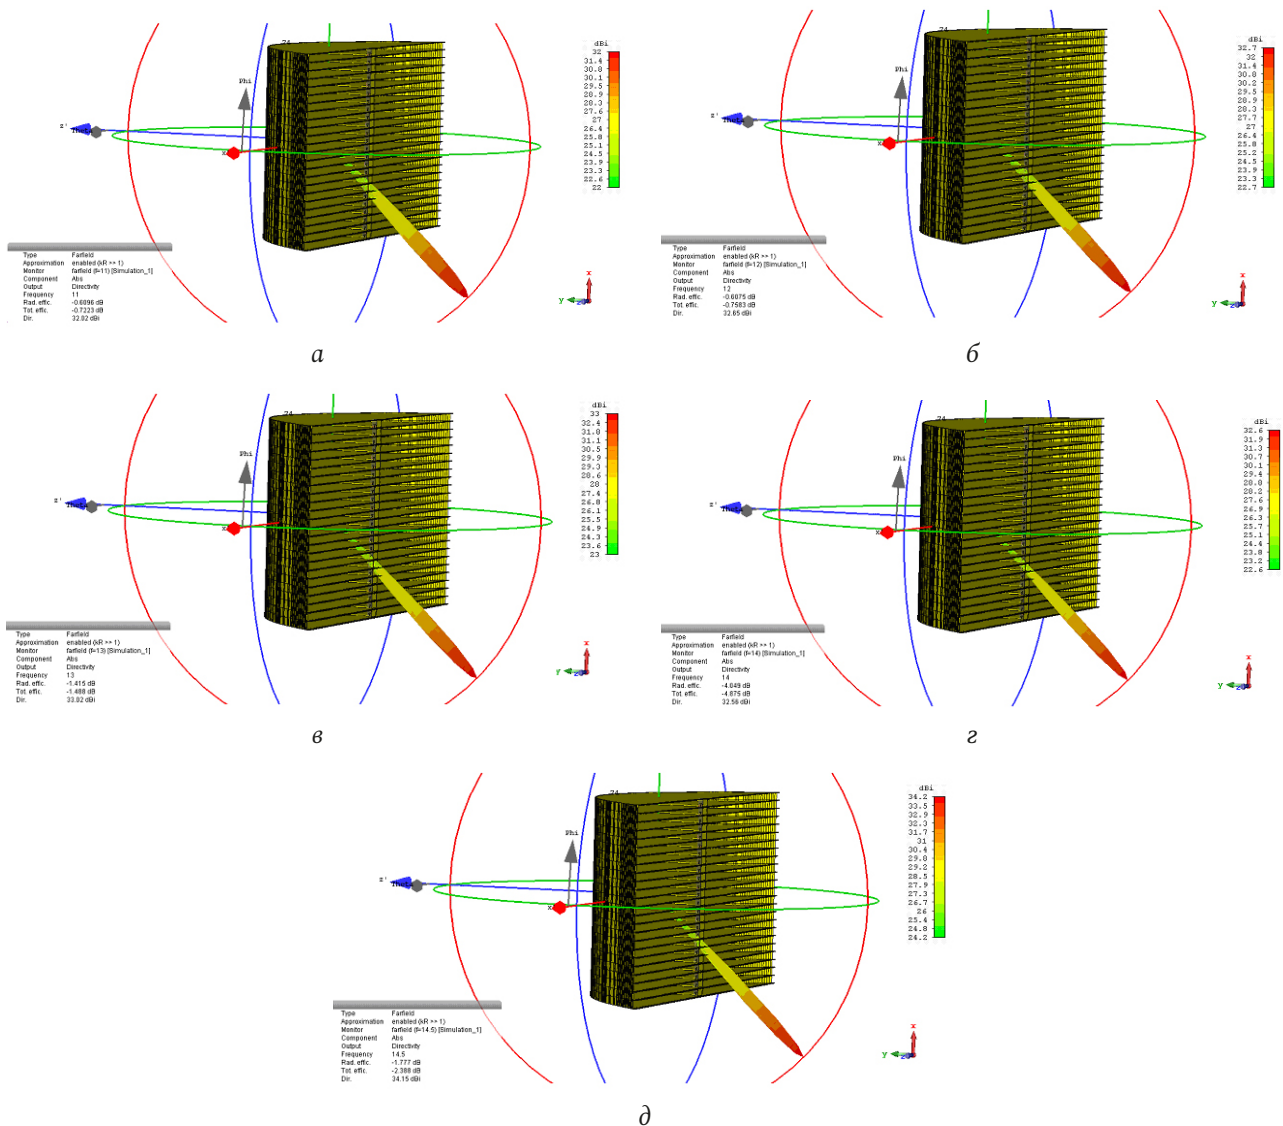 74
dBi
32
31.4
30.8
30.1
29.5
28.9
28.3
27.6
27
26.4
25.8
25.1
24.5
23.9
23.3
22.6
22
Phi
z'
Theta
x
x
y
z
Type Farfield
Approximation enabled (kR >> 1)
Monitor farfield (f=11) [Simulation_1]
Component Abs
Output Directivity
Frequency 11
Rad. effic. -0.6096 dB
Tot. effic. -0.7223 dB
Dir. 32.02 dBi
а
74
dBi
32.7
32
31.4
30.8
30.2
29.5
28.9
28.3
27.6
27
26.4
25.8
25.2
24.5
23.9
23.3
22.7
Phi
z'
Theta
x
x
y
z
Type Farfield
Approximation enabled (kR >> 1)
Monitor farfield (f=12) [Simulation_1]
Component Abs
Output Directivity
Frequency 12
Rad. effic. -0.6075 dB
Tot. effic. -0.7583 dB
Dir. 32.65 dBi
б
74
dBi
33
32.4
31.8
31.1
30.5
29.9
29.3
28.6
28
27.4
26.8
26.1
25.5
24.9
24.3
23.6
23
Phi
z'
Theta
x
x
y
z
Type Farfield
Approximation enabled (kR >> 1)
Monitor farfield (f=13) [Simulation_1]
Component Abs
Output Directivity
Frequency 13
Rad. effic. -1.415 dB
Tot. effic. -1.488 dB
Dir. 33.02 dBi
в
74
dBi
32.6
31.9
31.3
30.7
30.1
29.4
28.8
28.2
27.6
26.9
26.3
25.7
25.1
24.4
23.8
23.2
22.6
Phi
z'
Theta
x
x
y
z
Type Farfield
Approximation enabled (kR >> 1)
Monitor farfield (f=14) [Simulation_1]
Component Abs
Output Directivity
Frequency 14
Rad. effic. -4.049 dB
Tot. effic. -4.875 dB
Dir. 32.56 dBi
г
74
dBi
34.2
33.5
32.9
32.3
31.7
31
30.4
29.8
29.2
28.5
27.9
27.3
26.7
26
25.4
24.8
24.2
Phi
z'
Theta
x
x
y
z
Type Farfield
Approximation enabled (kR >> 1)
Monitor farfield (f=14.5) [Simulation_1]
Component Abs
Output Directivity
Frequency 14.5
Rad. effic. -1.777 dB
Tot. effic. -2.388 dB
Dir. 34.15 dBi
д